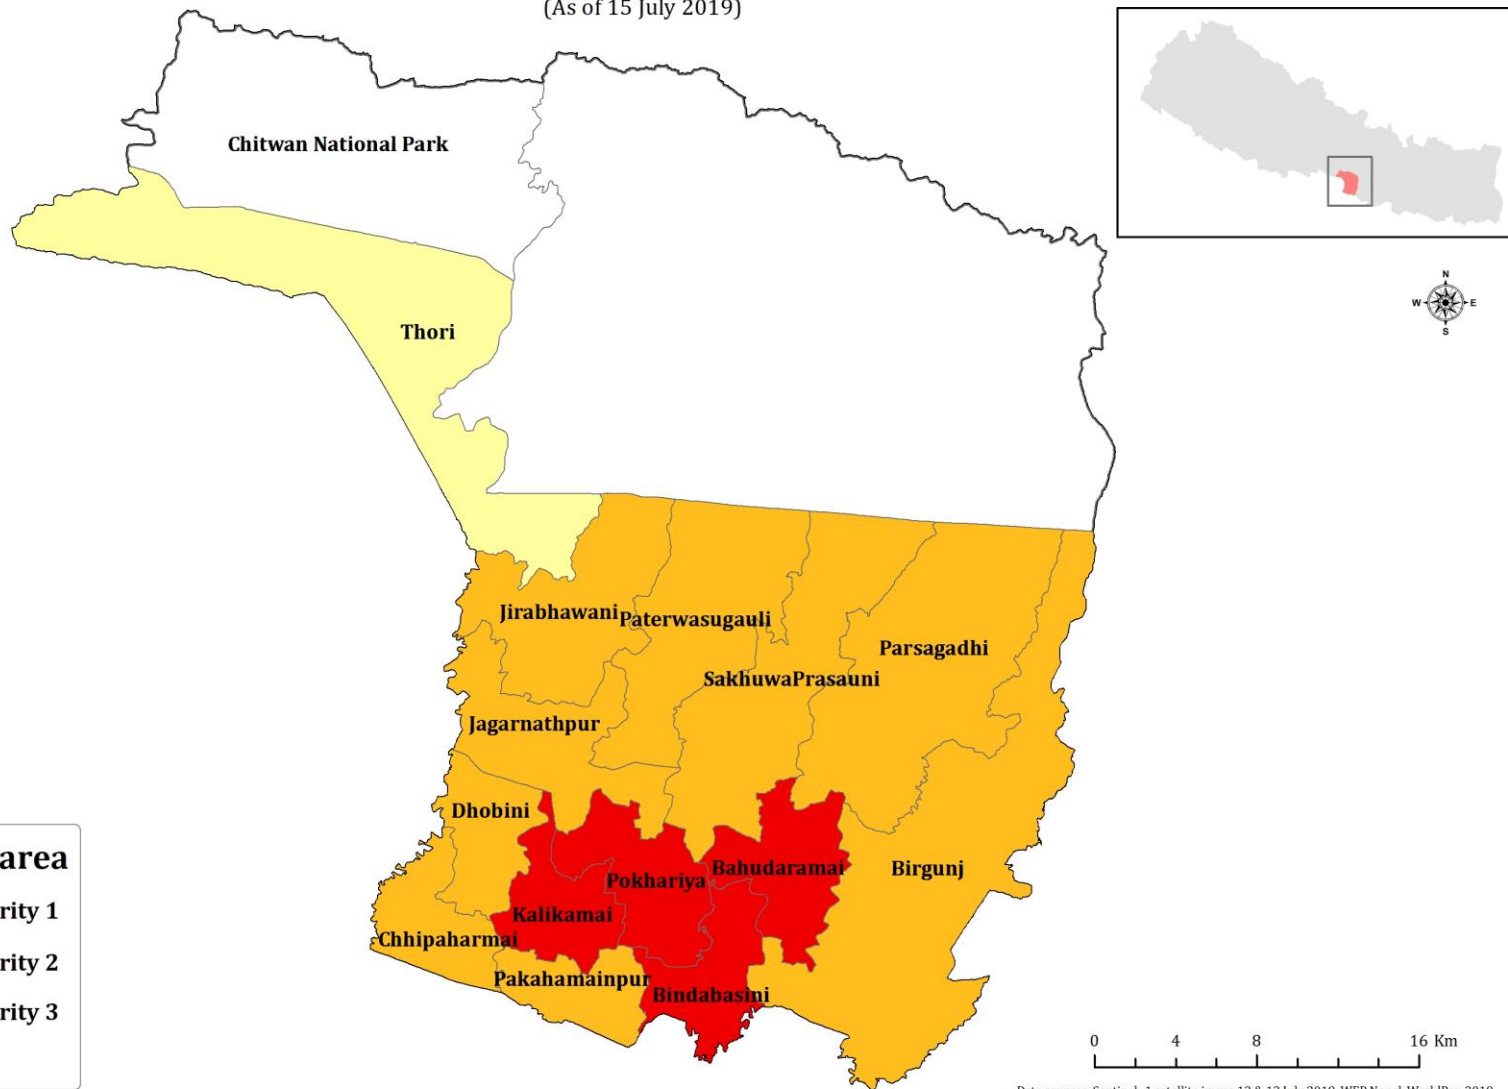 (As of 15 July 2019)
Chitwan National Park
N
W E
S
Thori
Jirabhawani
Paterwasugauli
Parsagadhi
SakhuwaPrasauni
Jagarnathpur
Dhobini
area
rity 1
Bahudaramai
Birgunj
Pokhariya
Kalikamai
Chhipaharmai
rity 2
Pakahamainpur
Bindabasini
rity 3
0 4 8 16 Km